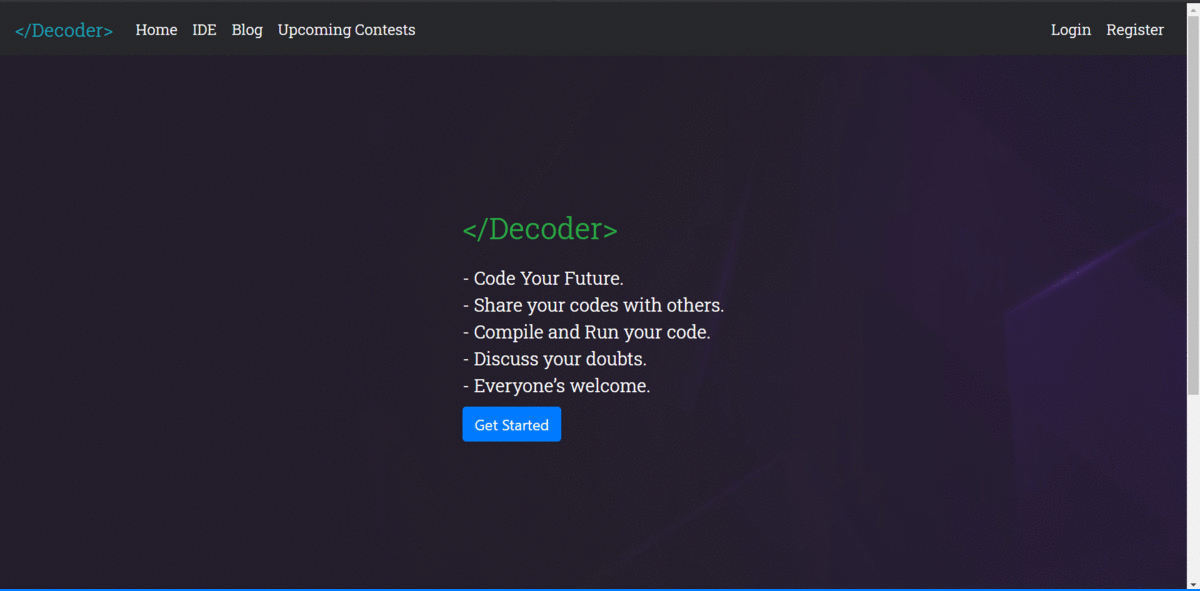 </Decoder> Home IDE Blog Upcoming Contests Login Register
</Decoder>
- Code Your Future.
- Share your codes with others.
- Compile and Run your code.
- Discuss your doubts.
- Everyone’s welcome.
Get Started